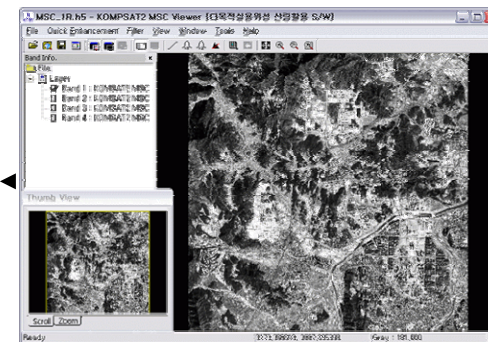 MSC_1R.h5 - KOMPSAT2 MSC Viewer (다목적실용위성 산림활용 S/W)
File Quick Enhancement Filter View Window Tools Help
Band Info.
File
Layer
Band 1 : KOMPSAT2 MSC
Band 2 : KOMPSAT2 MSC
Band 3 : KOMPSAT2 MSC
Band 4 : KOMPSAT2 MSC
Thumb View
Scroll Zoom
Ready